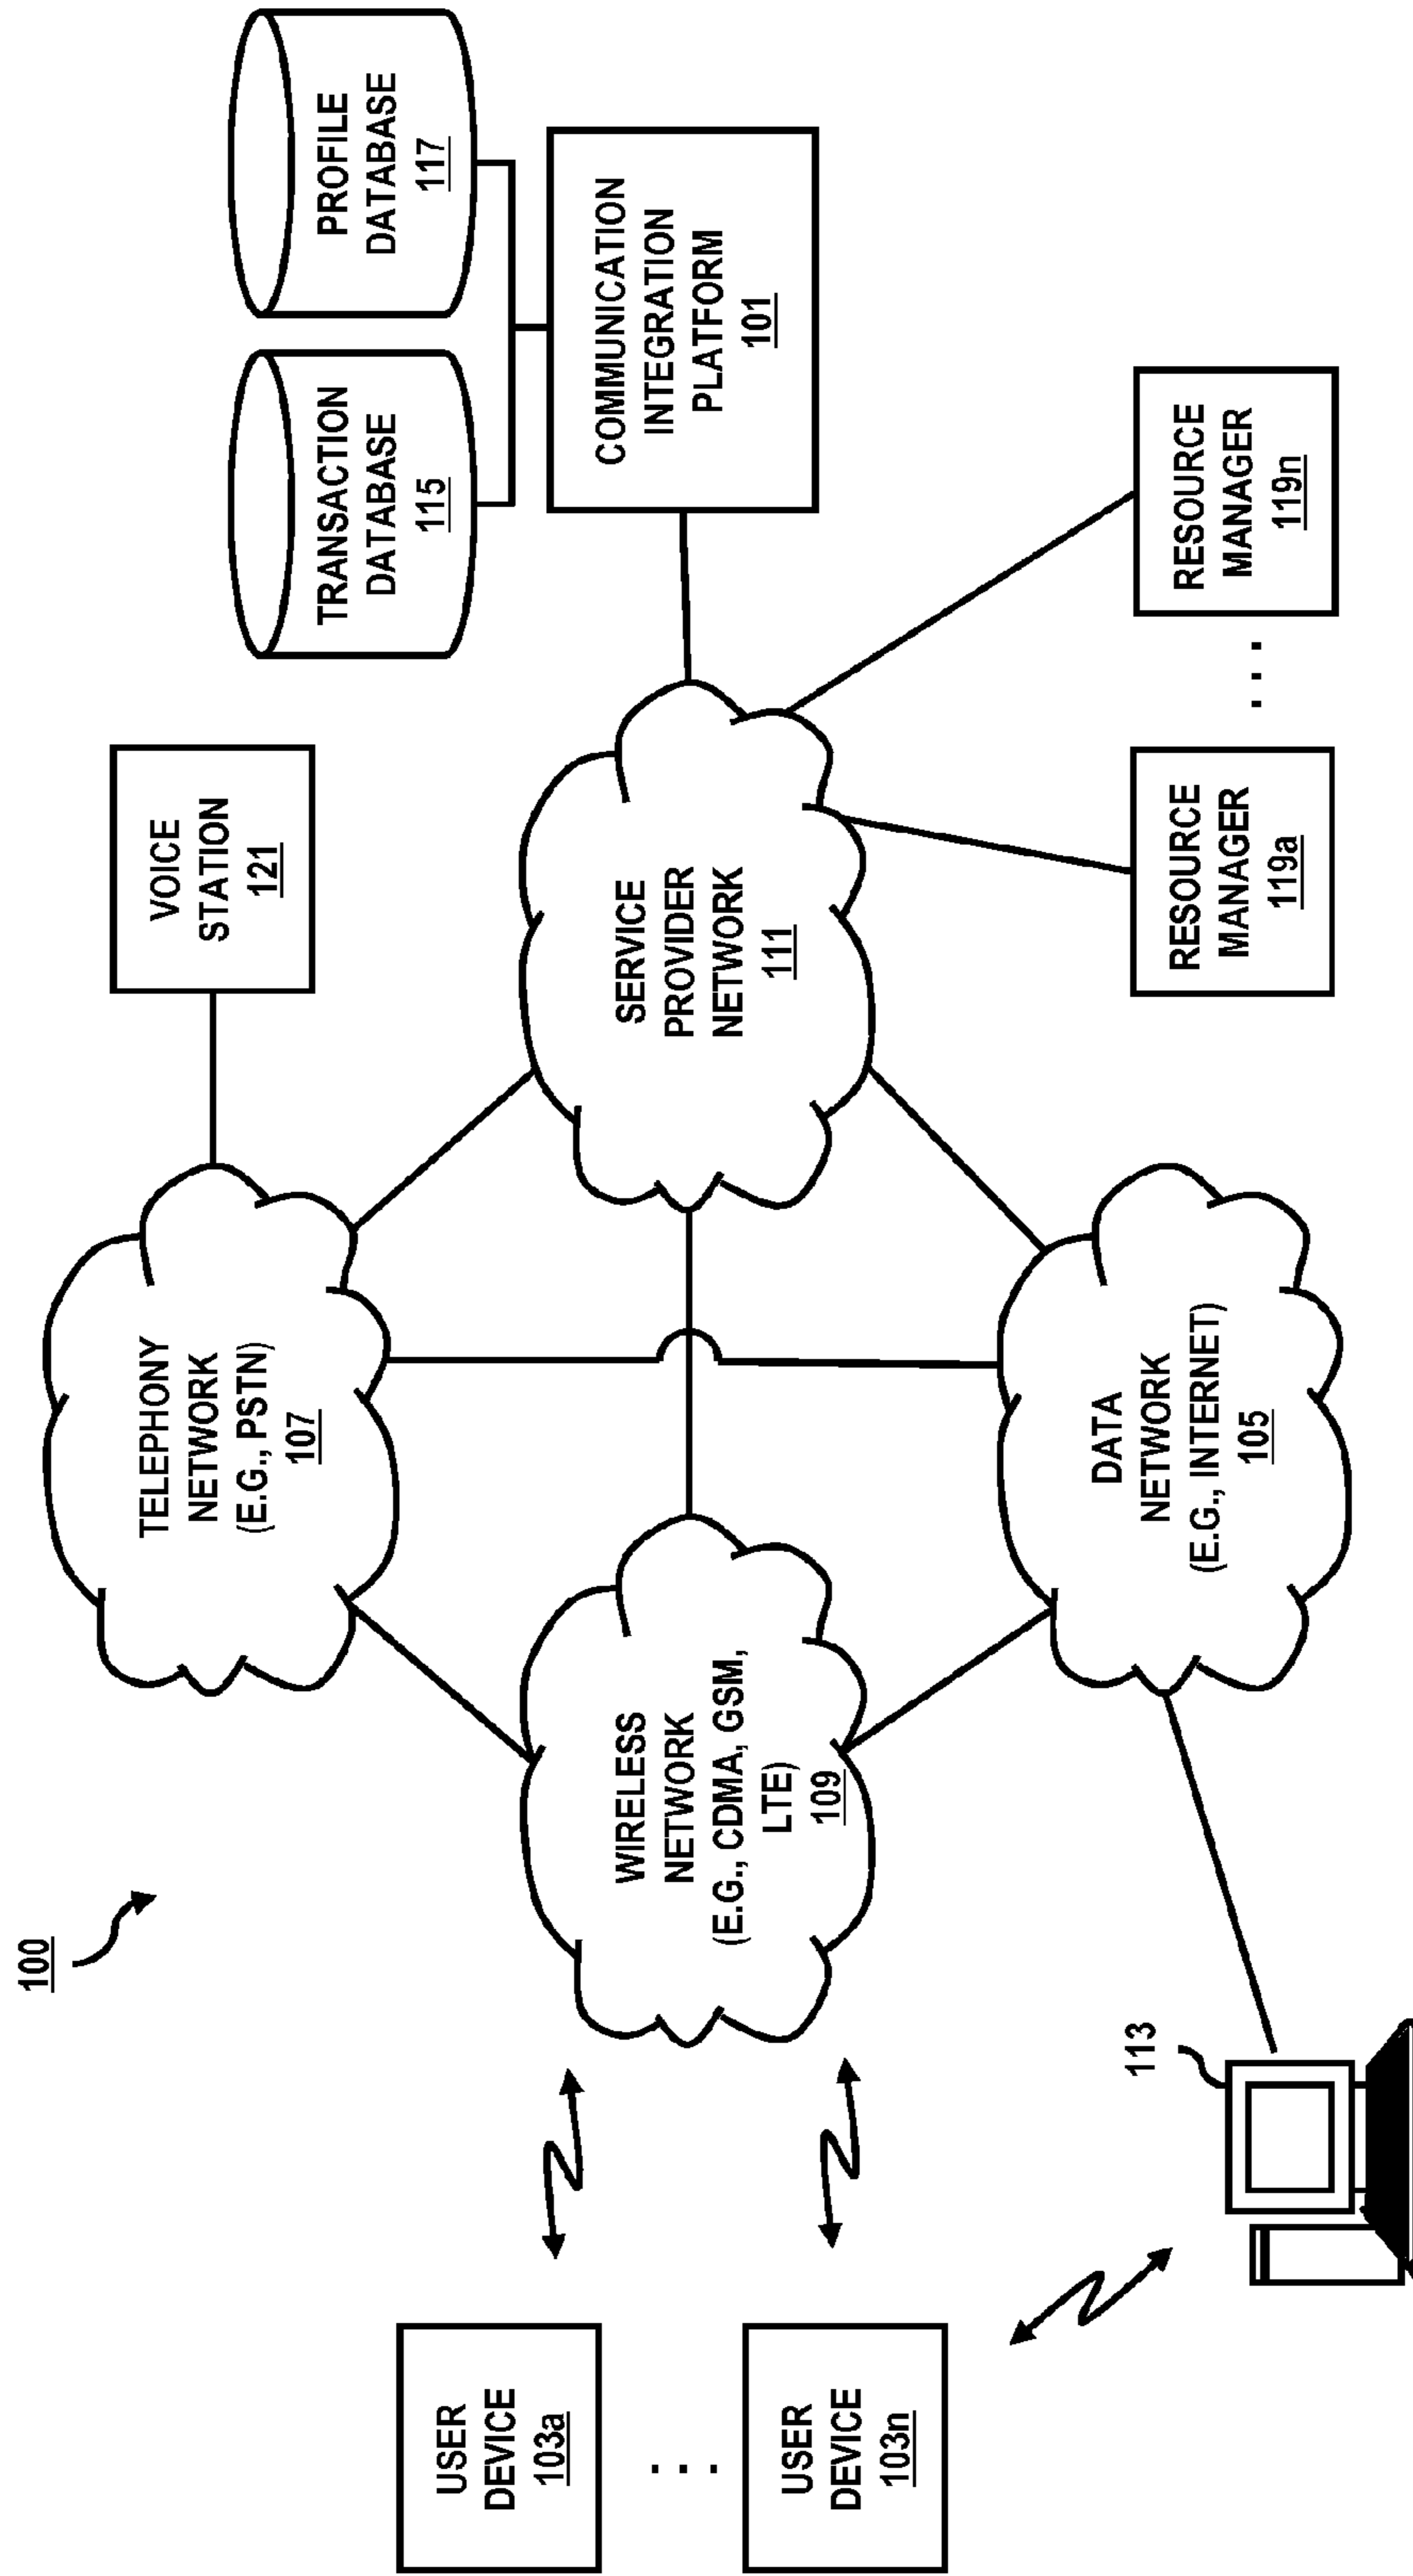 100
TELEPHONY
NETWORK
(E.G., PSTN)
107
VOICE
STATION
121
TRANSACTION
DATABASE
115
PROFILE
DATABASE
117
USER
DEVICE
103a
. . .
USER
DEVICE
103n
WIRELESS
NETWORK
(E.G., CDMA, GSM,
LTE)
109
SERVICE
PROVIDER
NETWORK
111
COMMUNICATION
INTEGRATION
PLATFORM
101
113
DATA
NETWORK
(E.G., INTERNET)
105
RESOURCE
MANAGER
119a
. . .
RESOURCE
MANAGER
119n